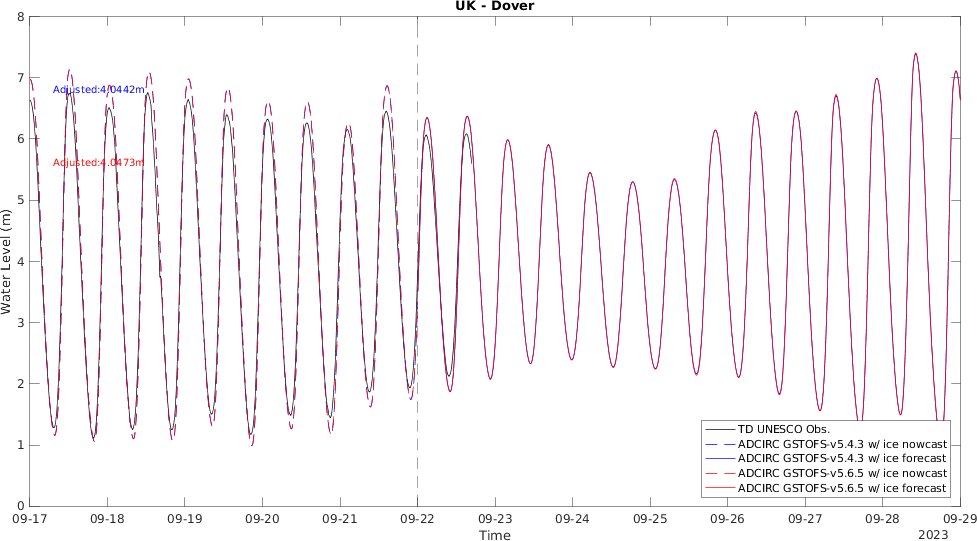 UK - Dover
8
7
6
5
4
3
2
1
0
Water Level (m)
Adjusted:4.0442m
Adjusted:4.0473m
TD UNESCO Obs.
ADCIRC GSTOFS-v5.4.3 w/ ice nowcast
ADCIRC GSTOFS-v5.4.3 w/ ice forecast
ADCIRC GSTOFS-v5.6.5 w/ ice nowcast
ADCIRC GSTOFS-v5.6.5 w/ ice forecast
09-17 09-18 09-19 09-20 09-21 09-22 09-23 09-24 09-25 09-26 09-27 09-28 09-29
Time
2023